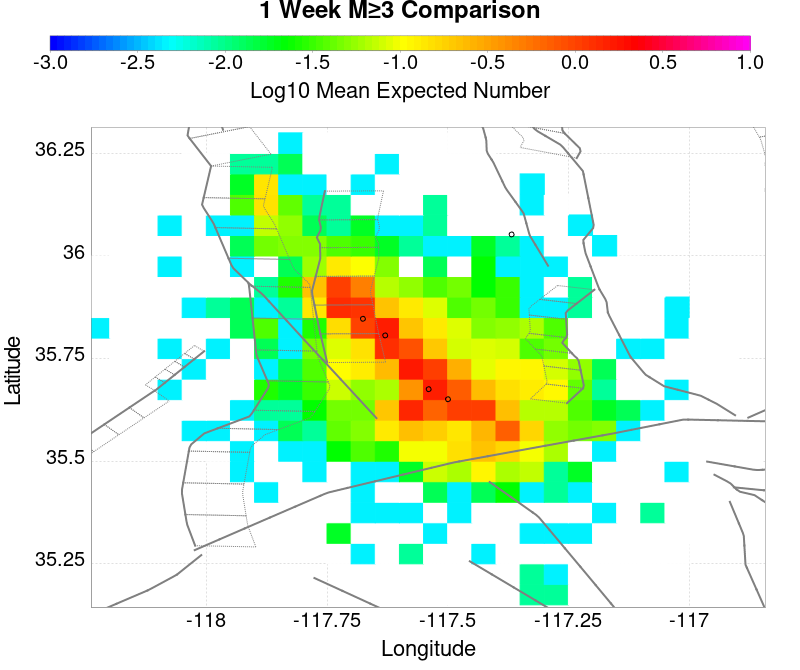 1 Week M≥3 Comparison
-3.0 -2.5 -2.0 -1.5 -1.0 -0.5 0.0 0.5 1.0
Log10 Mean Expected Number
36.25
36
35.75
35.5
35.25
Latitude
-118 -117.75 -117.5 -117.25 -117
Longitude